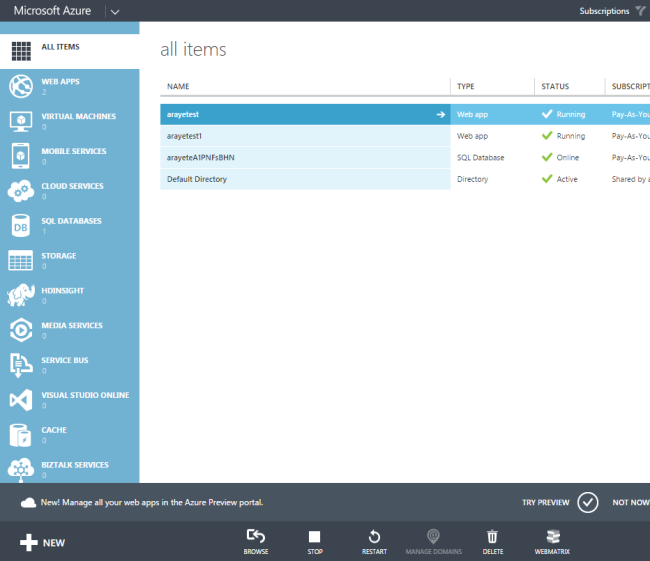 Microsoft Azure
Subscriptions
ALL ITEMS
WEB APPS
2
VIRTUAL MACHINES
0
MOBILE SERVICES
0
CLOUD SERVICES
0
SQL DATABASES
1
STORAGE
0
HDINSIGHT
0
MEDIA SERVICES
0
SERVICE BUS
0
VISUAL STUDIO ONLINE
0
CACHE
0
BIZTALK SERVICES
0
DB
all items
NAME TYPE STATUS SUBSCRIPT
arayetest Web app Running Pay-As-You
arayetest1 Web app Running Pay-As-You
arayeteA1PNFsBHN SQL Database Online Pay-As-You
Default Directory Directory Active Shared by a
New! Manage all your web apps in the Azure Preview portal.
TRY PREVIEW NOT NOW
NEW
BROWSE STOP RESTART MANAGE DOMAINS DELETE WEBMATRIX